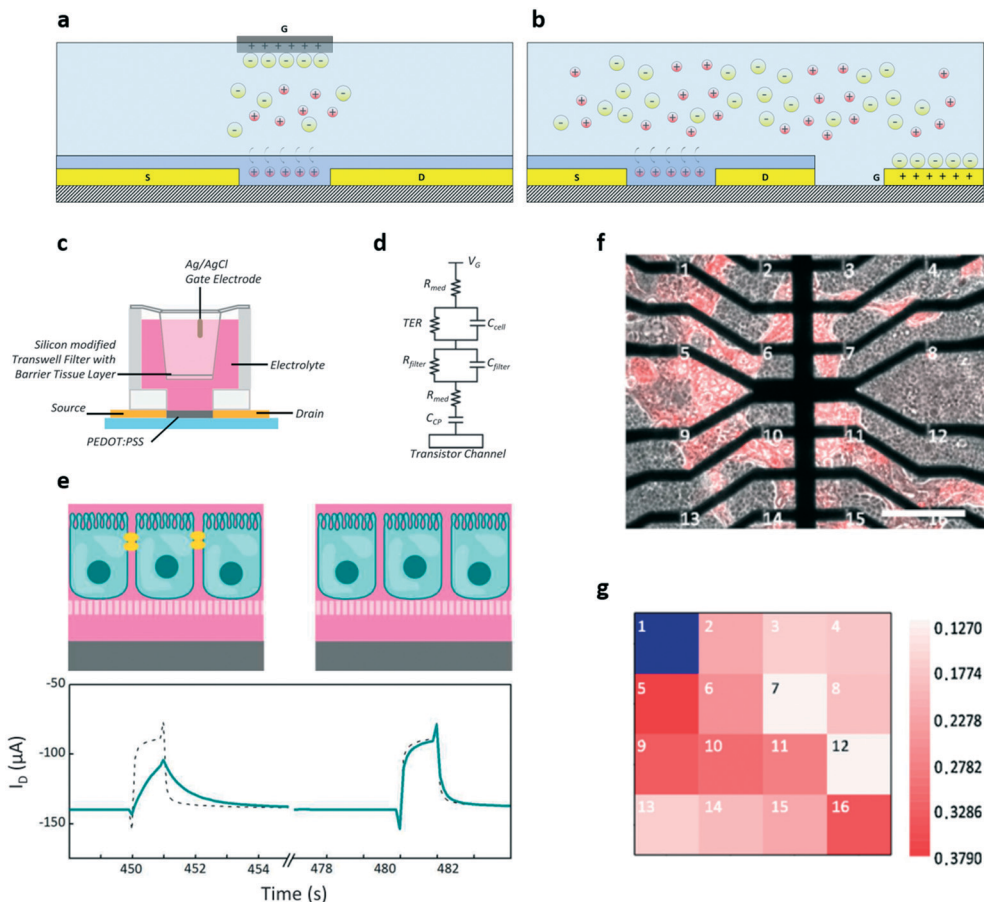 a
G
+ + + + + +
- - - - -
S
D
b
S
D
G
+ + + + + +
c
Ag/AgCl
Gate Electrode
Silicon modified
Transwell Filter with
Barrier Tissue Layer
Electrolyte
Source
Drain
PEDOT:PSS
d
V_G
R_med
TER
C_cell
R_filter
C_filter
R_med
C_CP
Transistor Channel
e
-50
-100
-150
I_D (µA)
450 452 454 478 480 482
Time (s)
f
1 2 3 4
5 6 7 8
9 10 11 12
13 14 15 16
g
1 2 3 4
5 6 7 8
9 10 11 12
13 14 15 16
0.1270
0.1774
0.2278
0.2782
0.3286
0.3790